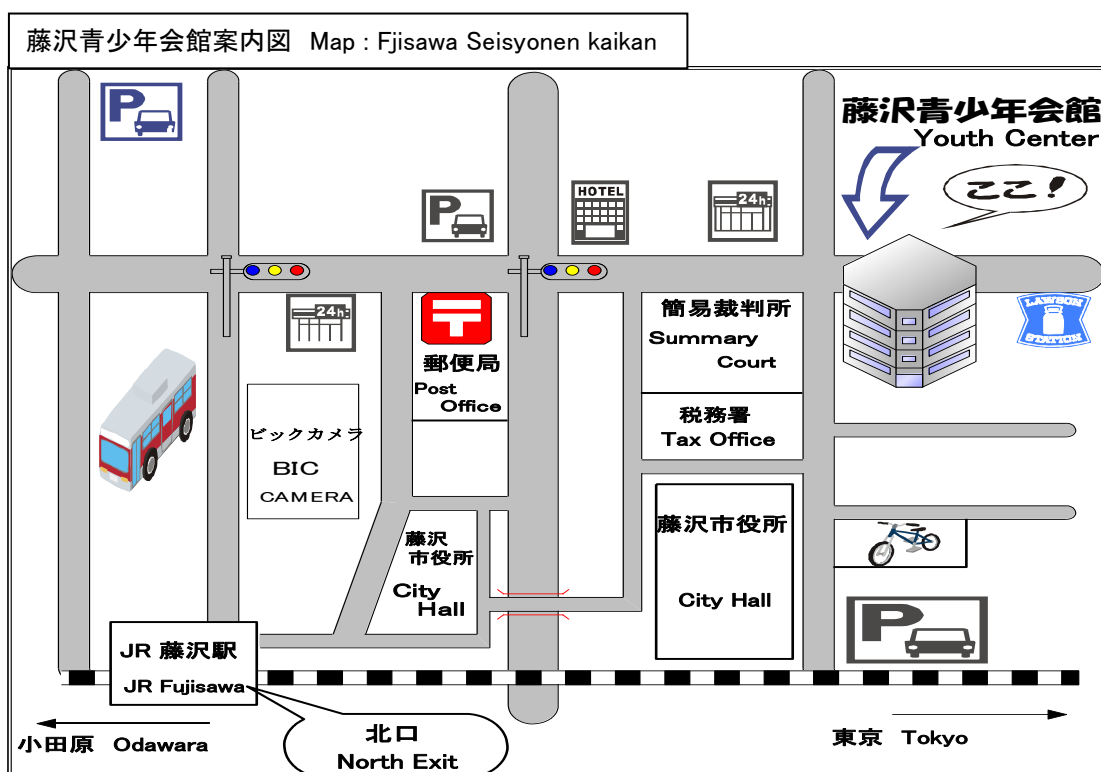 藤沢青少年会館案内図 Map : Fjisawa Seisyonen kaikan
P
藤沢青少年会館
Youth Center
ここ!
P
HOTEL
24h
24h
〒
郵便局
Post
Office
簡易裁判所
Summary
Court
LAWSON
STATION
税務署
Tax Office
ビックカメラ
BIC
CAMERA
藤沢
市役所
City
Hall
藤沢市役所
City Hall
P
JR 藤沢駅
JR Fujisawa
北口
North Exit
小田原 Odawara
東京 Tokyo